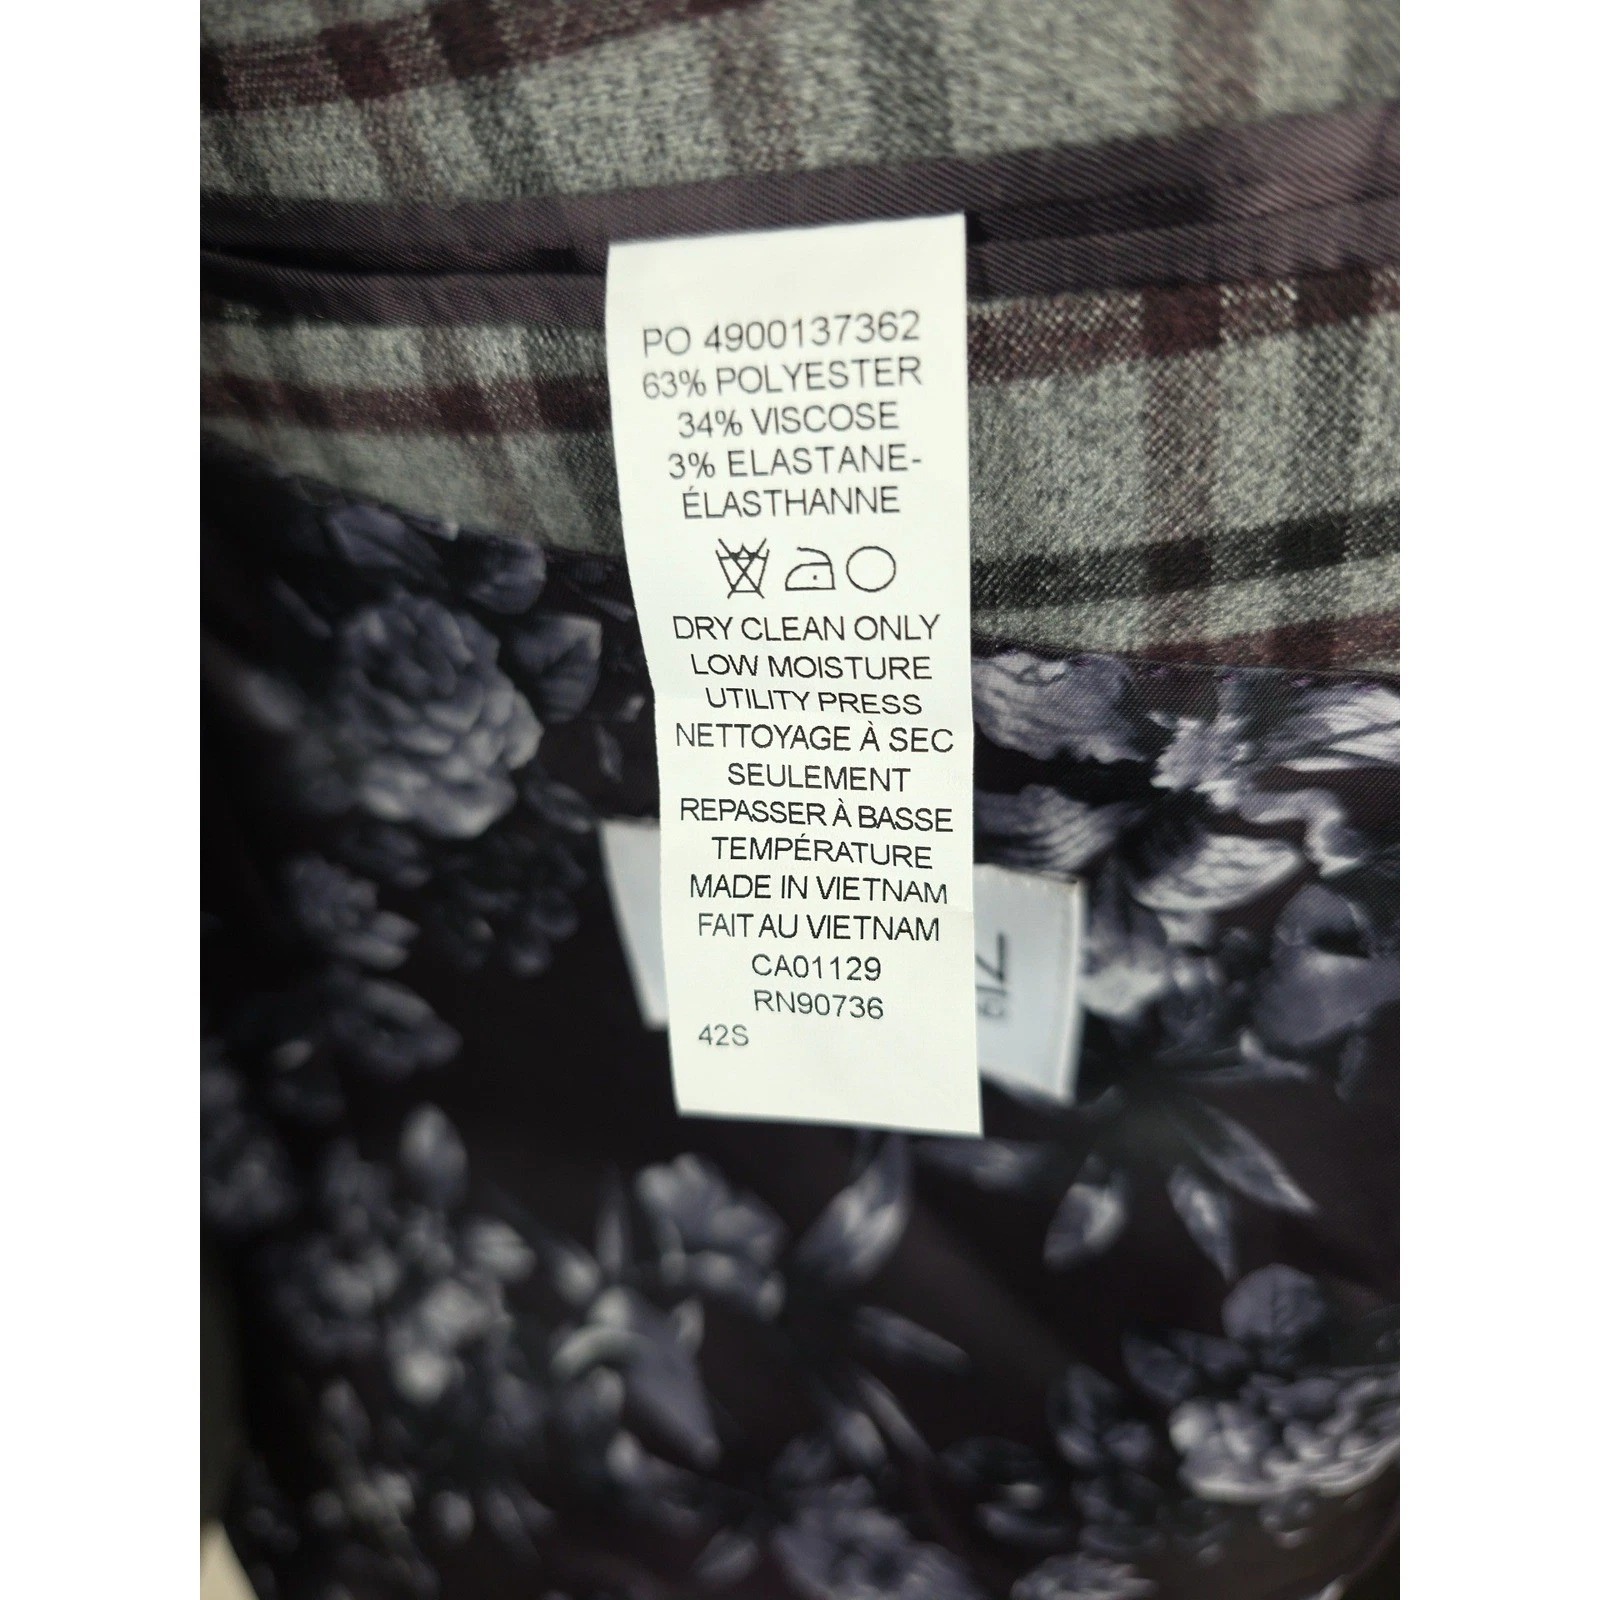 PO 4900137362
63% POLYESTER
34% VISCOSE
3% ELASTANE-
ÉLASTHANNE
DRY CLEAN ONLY
LOW MOISTURE
UTILITY PRESS
NETTOYAGE À SEC
SEULEMENT
REPASSER À BASSE
TEMPÉRATURE
MADE IN VIETNAM
FAIT AU VIETNAM
CA01129
RN90736
42S